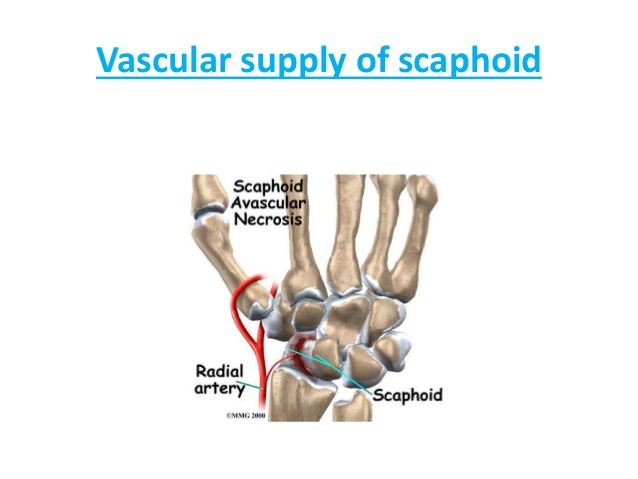 Vascular supply of scaphoid
Scaphoid
Avascular
Necrosis
Radial
artery
Scaphoid
©MMG 2000